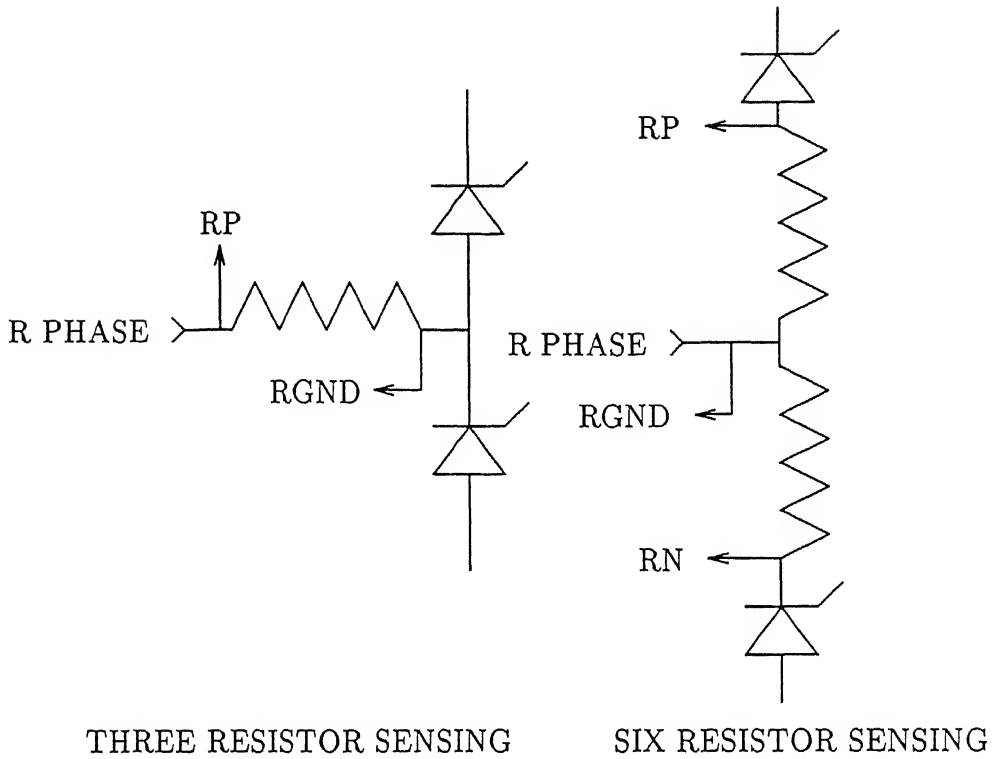 RP
R PHASE
RGND
THREE RESISTOR SENSING
RP
R PHASE
RGND
RN
SIX RESISTOR SENSING